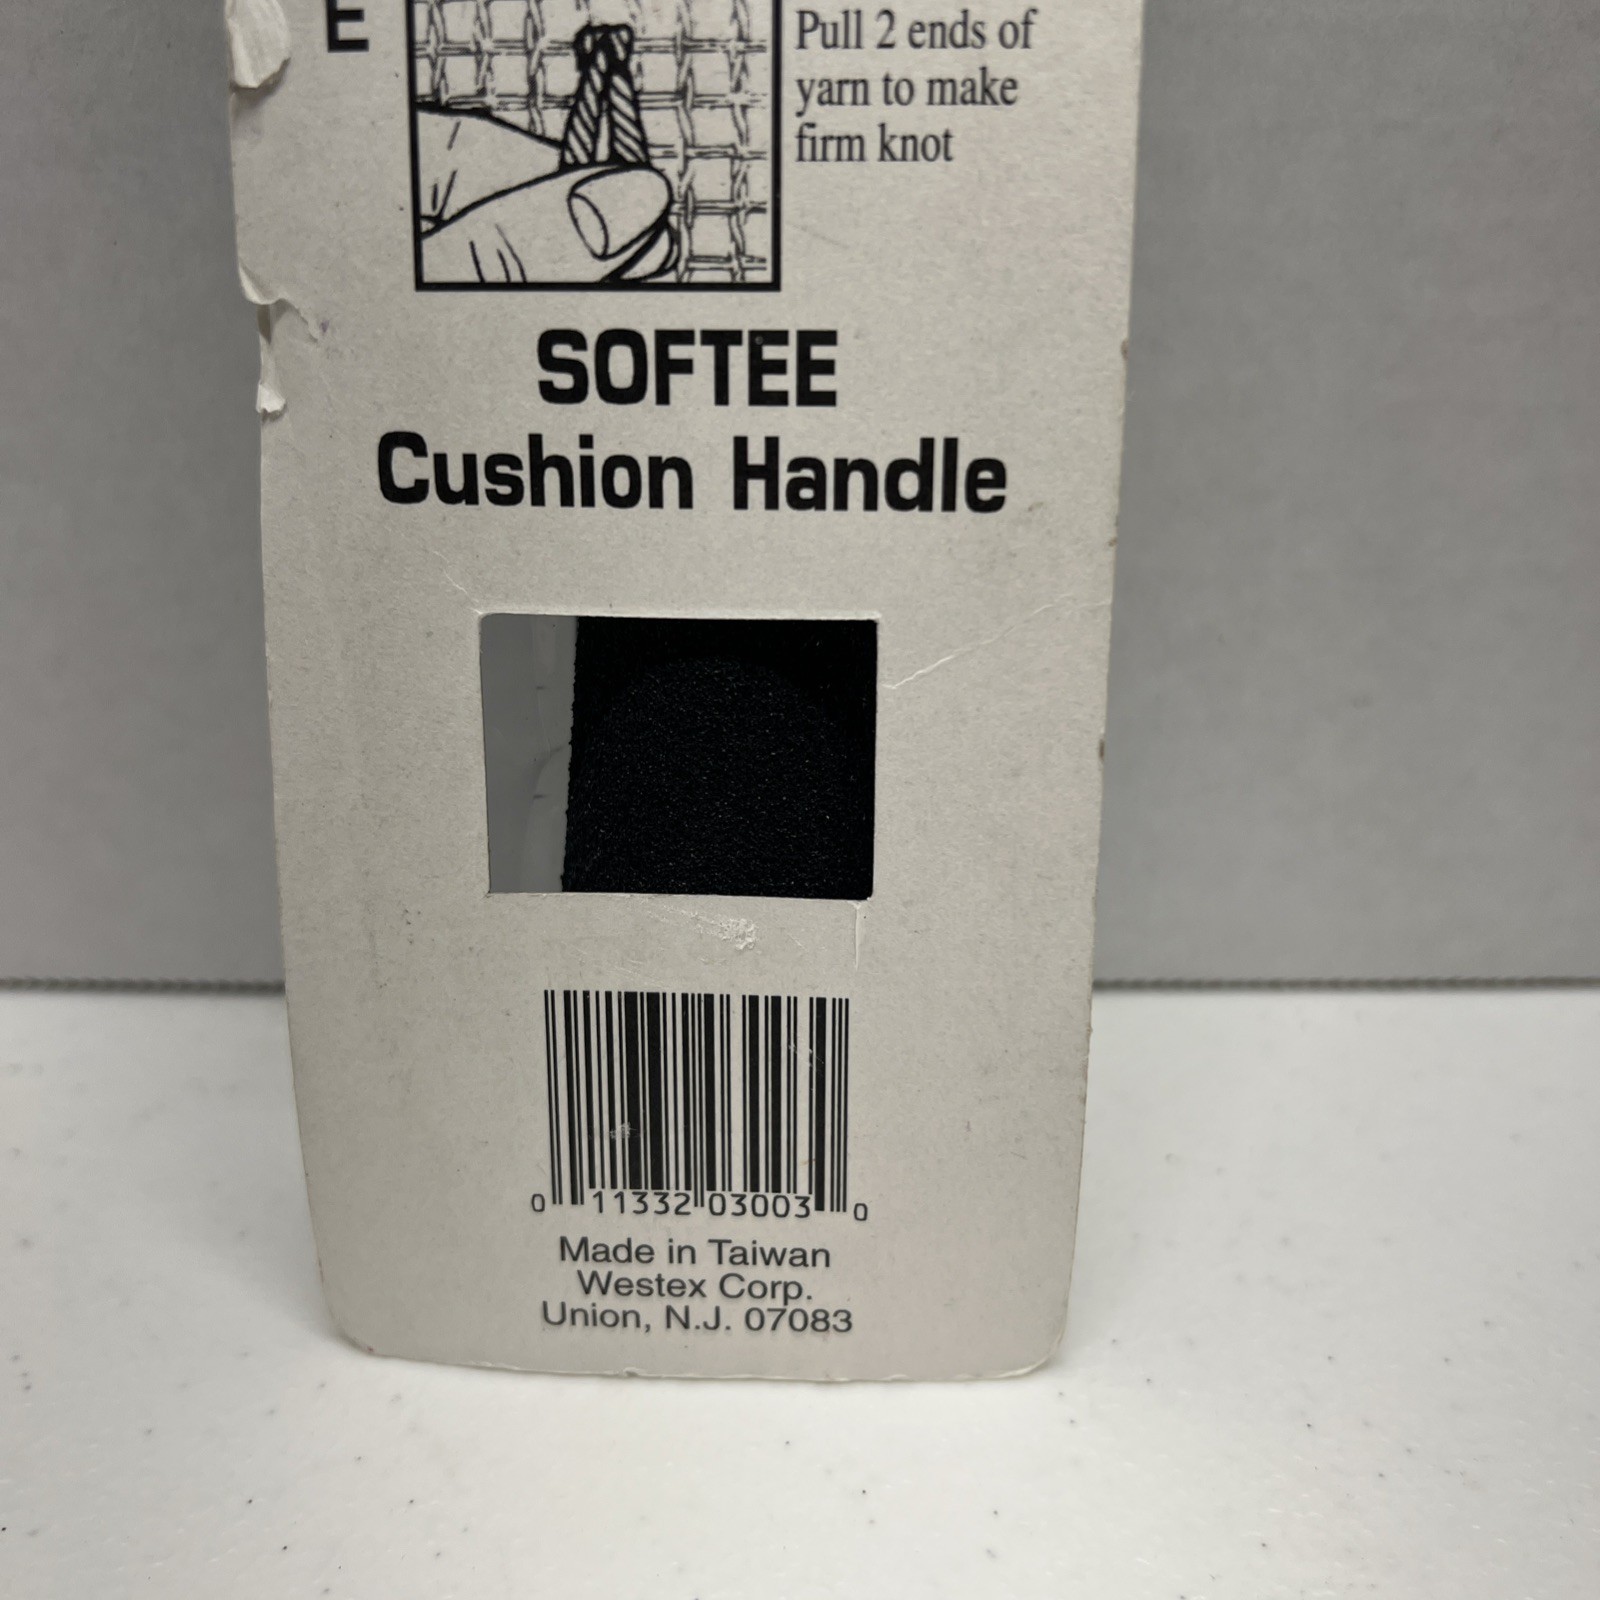 E
Pull 2 ends of
yarn to make
firm knot
SOFTEE
Cushion Handle
0 11332 03003 0
Made in Taiwan
Westex Corp.
Union, N.J. 07083